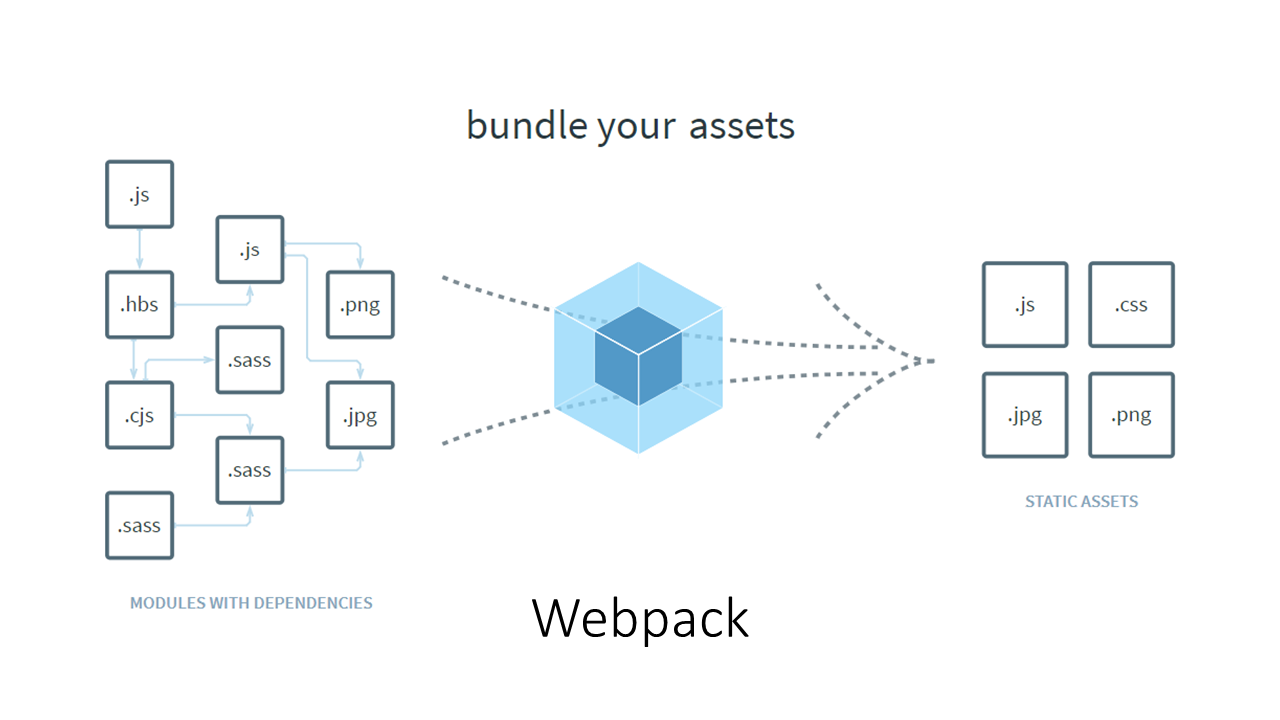 bundle your assets
.js
.js
.hbs
.png
.sass
.cjs
.jpg
.sass
.sass
MODULES WITH DEPENDENCIES
.js
.css
.jpg
.png
STATIC ASSETS
Webpack